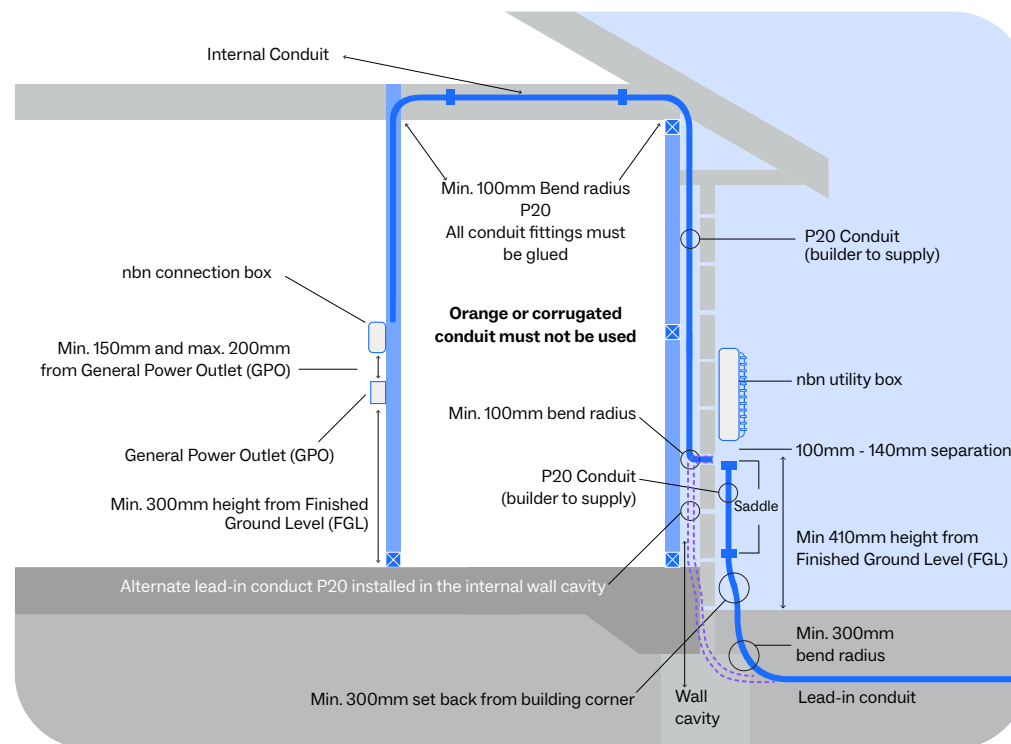 Internal Conduit
Min. 100mm Bend radius
P20
All conduit fittings must
be glued
P20 Conduit
(builder to supply)
nbn connection box
Orange or corrugated
conduit must not be used
Min. 150mm and max. 200mm
from General Power Outlet (GPO)
nbn utility box
Min. 100mm bend radius
General Power Outlet (GPO)
100mm - 140mm separation
P20 Conduit
(builder to supply)
Saddle
Min. 300mm height from Finished
Ground Level (FGL)
Min 410mm height from
Finished Ground Level (FGL)
Alternate lead-in conduct P20 installed in the internal wall cavity
Min. 300mm
bend radius
Min. 300mm set back from building corner
Wall
cavity
Lead-in conduit